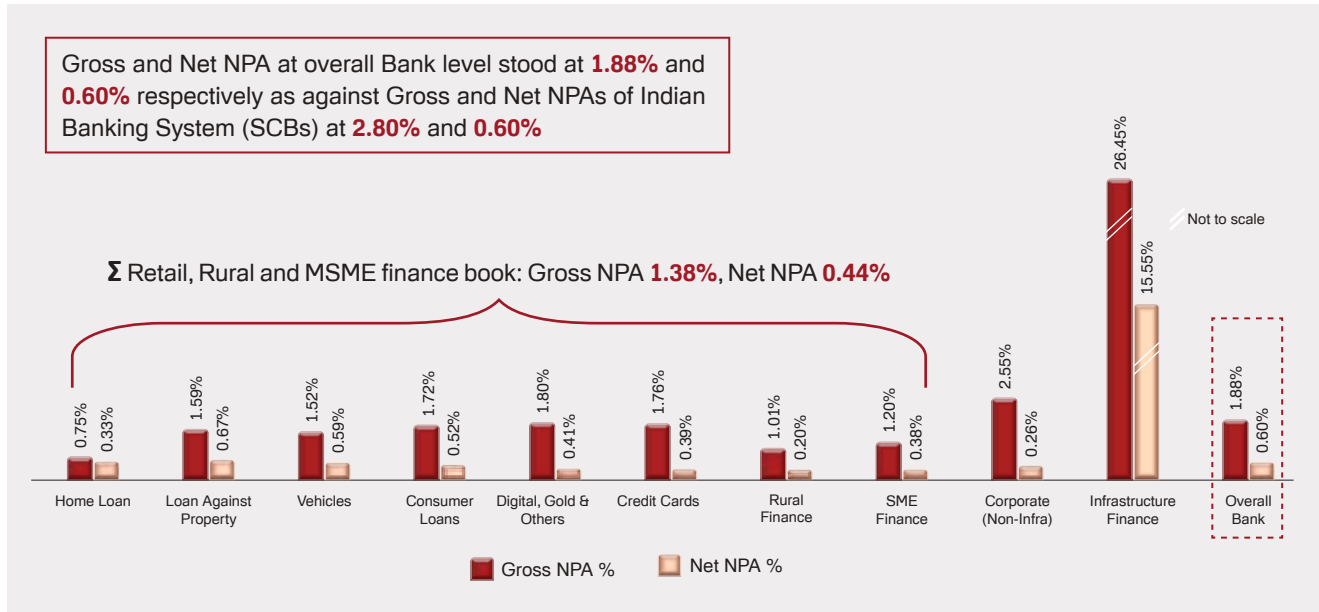 Gross and Net NPA at overall Bank level stood at 1.88% and
0.60% respectively as against Gross and Net NPAs of Indian
Banking System (SCBs) at 2.80% and 0.60%
Σ Retail, Rural and MSME finance book: Gross NPA 1.38%, Net NPA 0.44%
Not to scale
0.75%
0.33%
1.59%
0.67%
1.52%
0.59%
1.72%
0.52%
1.80%
0.41%
1.76%
0.39%
1.01%
0.20%
1.20%
0.38%
2.55%
0.26%
26.45%
15.55%
1.88%
0.60%
Home Loan
Loan Against
Property
Vehicles
Consumer
Loans
Digital, Gold &
Others
Credit Cards
Rural
Finance
SME
Finance
Corporate
(Non-Infra)
Infrastructure
Finance
Overall
Bank
Gross NPA %
Net NPA %